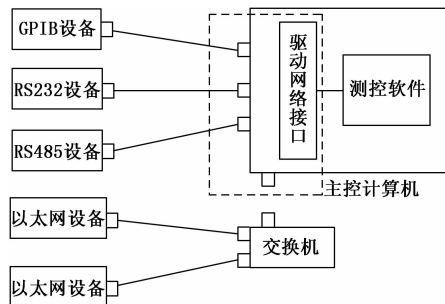 GPIB设备
RS232设备
RS485设备
以太网设备
以太网设备
驱动网络接口
测控软件
主控计算机
交换机